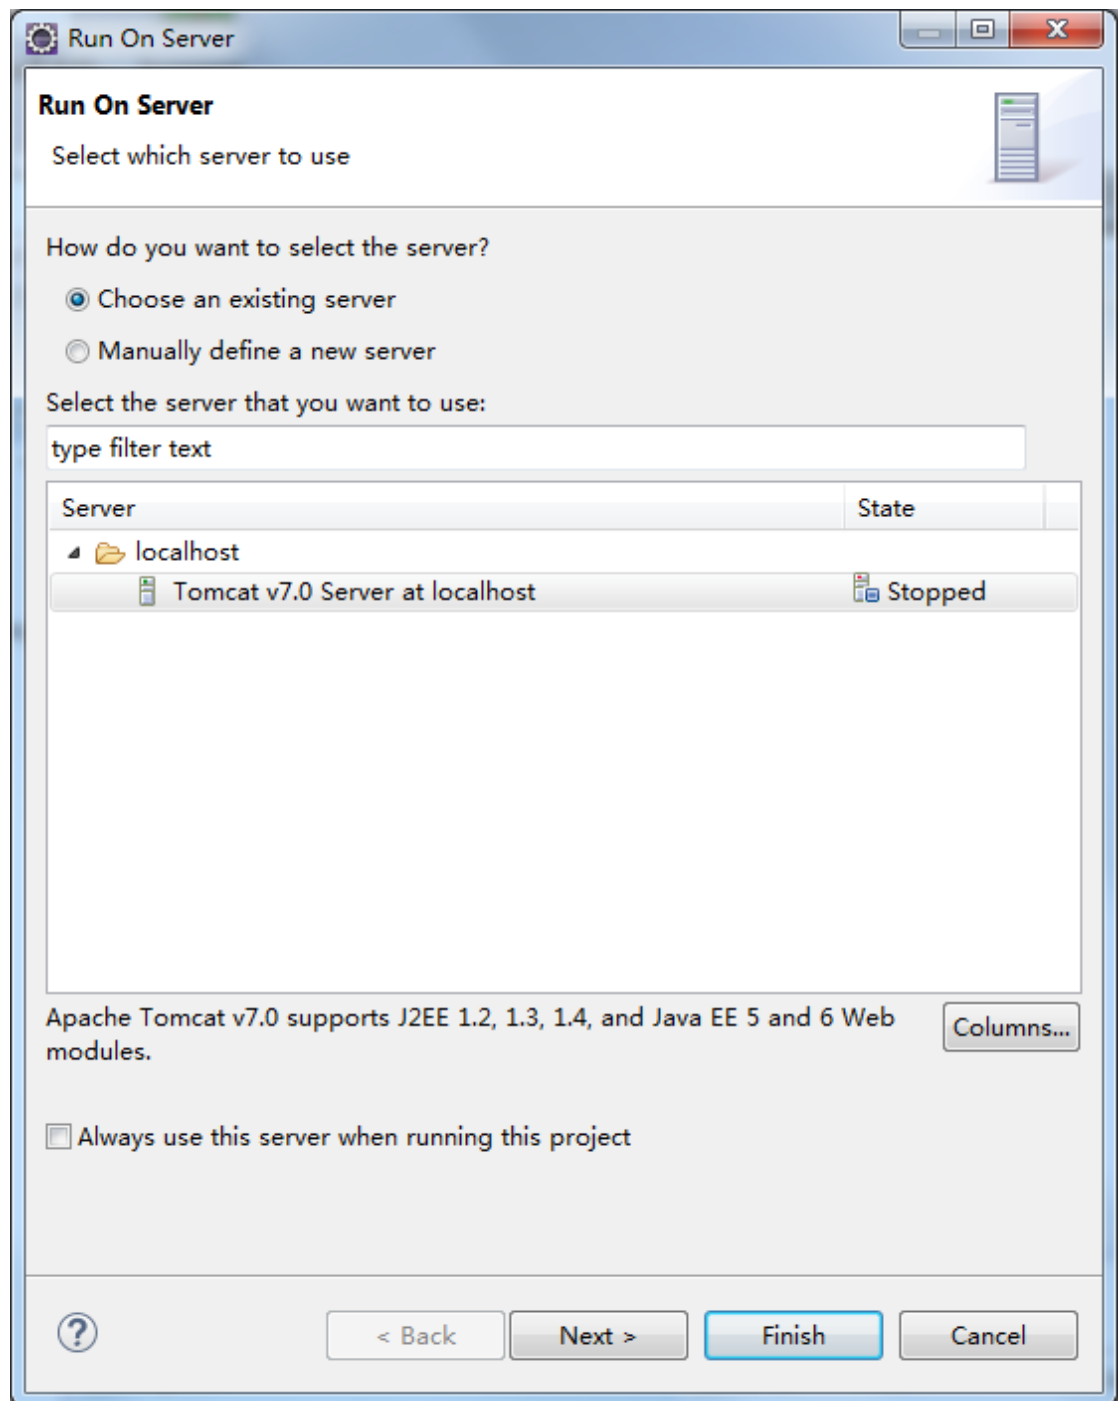 Run On Server
Run On Server
Select which server to use
How do you want to select the server?
Choose an existing server
Manually define a new server
Select the server that you want to use:
type filter text
Server State
localhost
Tomcat v7.0 Server at localhost Stopped
Apache Tomcat v7.0 supports J2EE 1.2, 1.3, 1.4, and Java EE 5 and 6 Web
modules.
Columns...
Always use this server when running this project
? < Back Next > Finish Cancel